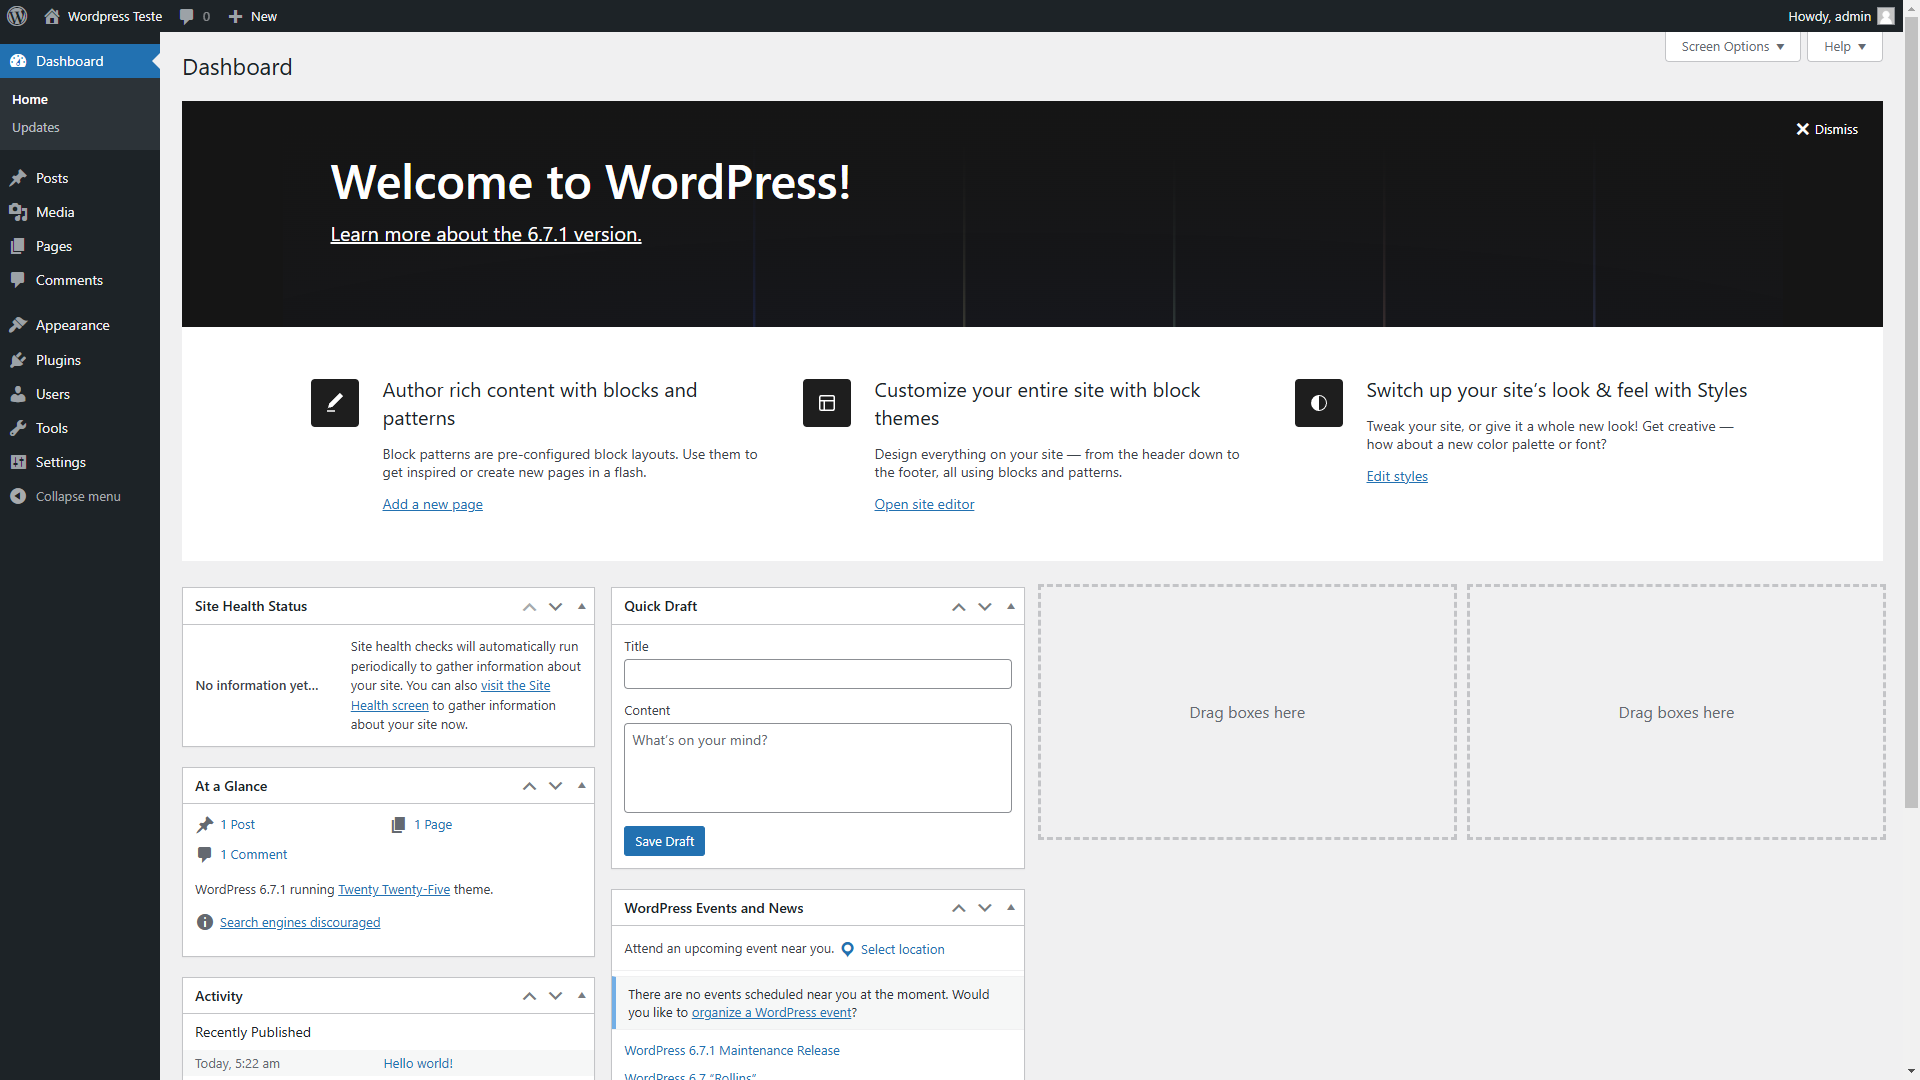 Wordpress Teste
0
New
Howdy, admin
Dashboard
Home
Updates
Posts
Media
Pages
Comments
Appearance
Plugins
Users
Tools
Settings
Collapse menu
Screen Options
Help
Dashboard
Dismiss
Welcome to WordPress!
Learn more about the 6.7.1 version.
Author rich content with blocks and
patterns
Block patterns are pre-configured block layouts. Use them to
get inspired or create new pages in a flash.
Add a new page
Customize your entire site with block
themes
Design everything on your site — from the header down to
the footer, all using blocks and patterns.
Open site editor
Switch up your site’s look & feel with Styles
Tweak your site, or give it a whole new look! Get creative —
how about a new color palette or font?
Edit styles
Site Health Status
No information yet…
Site health checks will automatically run
periodically to gather information about
your site. You can also visit the Site
Health screen to gather information
about your site now.
At a Glance
1 Post
1 Page
1 Comment
WordPress 6.7.1 running Twenty Twenty-Five theme.
Search engines discouraged
Activity
Recently Published
Today, 5:22 am
Hello world!
Quick Draft
Title
Content
What’s on your mind?
Save Draft
WordPress Events and News
Attend an upcoming event near you.
Select location
There are no events scheduled near you at the moment. Would
you like to organize a WordPress event?
WordPress 6.7.1 Maintenance Release
WordPress 6.7 “Rollins”
Drag boxes here
Drag boxes here